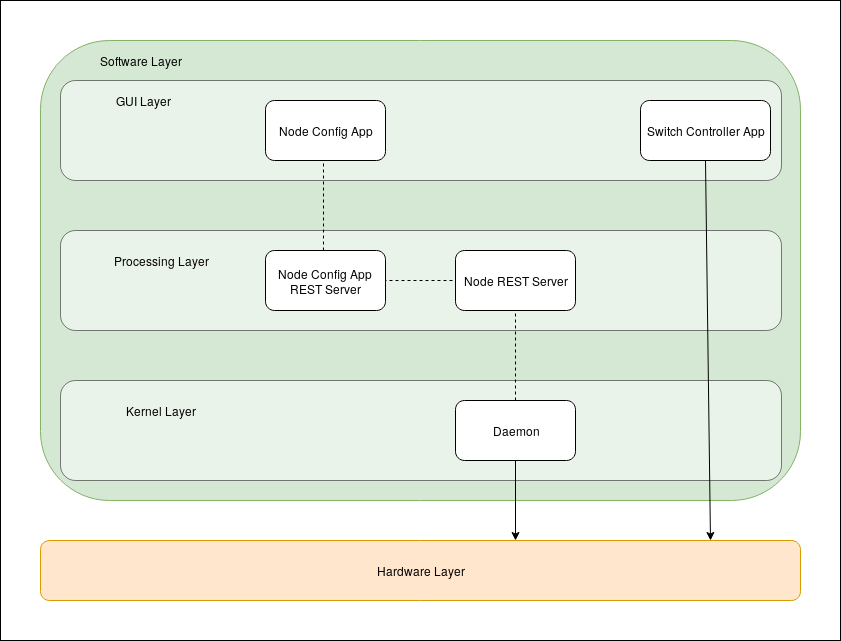 Software Layer
GUI Layer
Node Config App
Switch Controller App
Processing Layer
Node Config App
REST Server
Node REST Server
Kernel Layer
Daemon
Hardware Layer